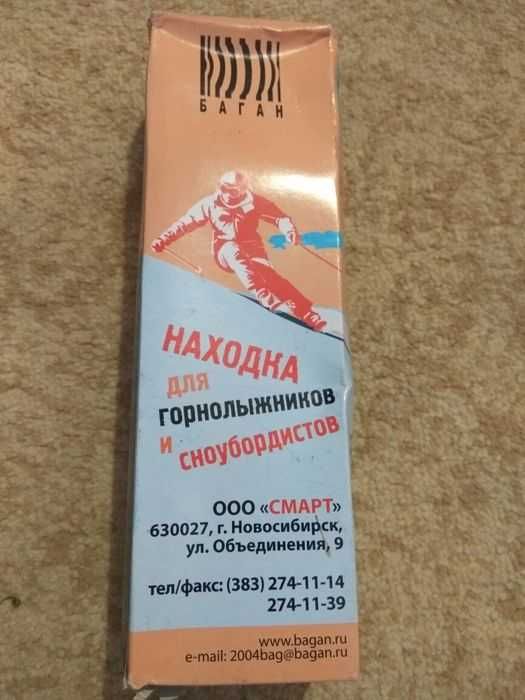 БАГАН
НАХОДКА
для
горнолыжников
и
сноубордистов
ООО «СМАРТ»
630027, г. Новосибирск,
ул. Объединения, 9
тел/факс: (383) 274-11-14
274-11-39
www.bagan.ru
e-mail: 2004bag@bagan.ru